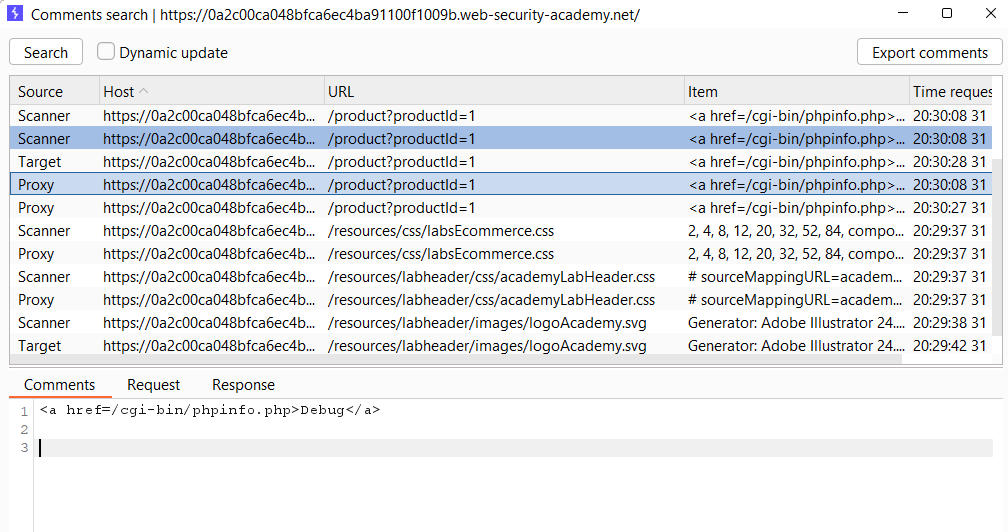 Comments search | https://0a2c00ca048bfca6ec4ba91100f1009b.web-security-academy.net/
Search Dynamic update Export comments
Source Host URL Item Time reques
Scanner https://0a2c00ca048bfca6ec4b... /product?productId=1 <a href=/cgi-bin/phpinfo.php>... 20:30:08 31
Scanner https://0a2c00ca048bfca6ec4b... /product?productId=1 <a href=/cgi-bin/phpinfo.php>... 20:30:08 31
Target https://0a2c00ca048bfca6ec4b... /product?productId=1 <a href=/cgi-bin/phpinfo.php>... 20:30:28 31
Proxy https://0a2c00ca048bfca6ec4b... /product?productId=1 <a href=/cgi-bin/phpinfo.php>... 20:30:08 31
Proxy https://0a2c00ca048bfca6ec4b... /product?productId=1 <a href=/cgi-bin/phpinfo.php>... 20:30:27 31
Scanner https://0a2c00ca048bfca6ec4b... /resources/css/labsEcommerce.css 2, 4, 8, 12, 20, 32, 52, 84, compo... 20:29:37 31
Proxy https://0a2c00ca048bfca6ec4b... /resources/css/labsEcommerce.css 2, 4, 8, 12, 20, 32, 52, 84, compo... 20:29:37 31
Scanner https://0a2c00ca048bfca6ec4b... /resources/labheader/css/academyLabHeader.css # sourceMappingURL=academ... 20:29:37 31
Proxy https://0a2c00ca048bfca6ec4b... /resources/labheader/css/academyLabHeader.css # sourceMappingURL=academ... 20:29:37 31
Scanner https://0a2c00ca048bfca6ec4b... /resources/labheader/images/logoAcademy.svg Generator: Adobe Illustrator 24.... 20:29:38 31
Target https://0a2c00ca048bfca6ec4b... /resources/labheader/images/logoAcademy.svg Generator: Adobe Illustrator 24.... 20:29:42 31
Comments Request Response
1 <a href=/cgi-bin/phpinfo.php>Debug</a>
2
3